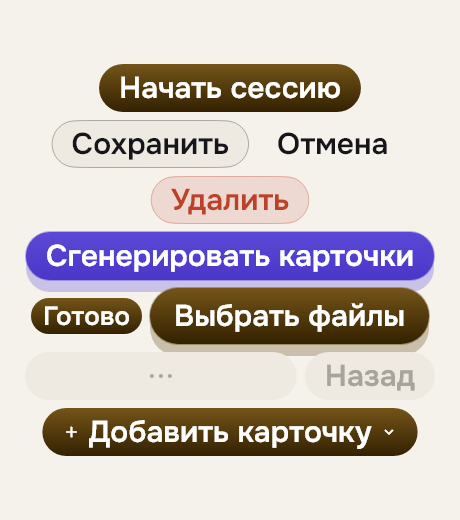 Начать сессию
Сохранить Отмена
Удалить
Сгенерировать карточки
Готово Выбрать файлы
... Назад
+ Добавить карточку